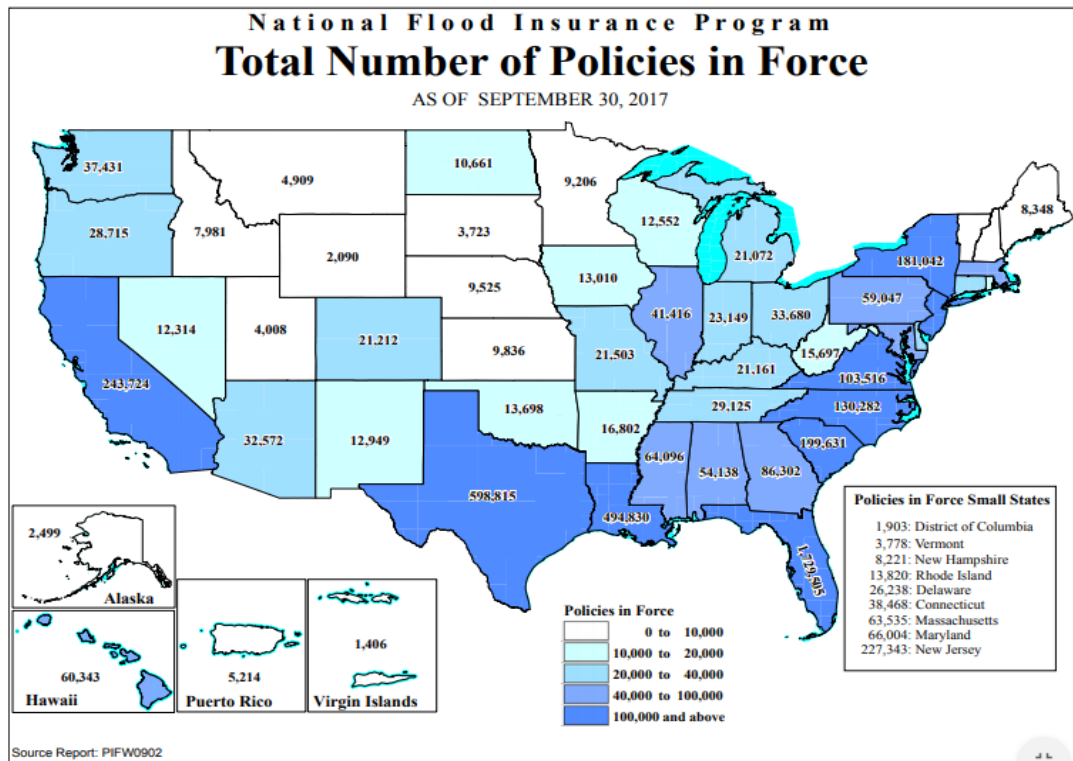 National Flood Insurance Program
Total Number of Policies in Force
AS OF SEPTEMBER 30, 2017
37,431
4,909
10,661
9,206
8,348
28,715
7,981
2,090
3,723
12,552
21,072
181,042
12,314
4,008
21,212
9,525
13,010
41,416
23,149
33,680
59,047
243,724
9,836
21,503
21,161
15,697
103,516
32,572
12,949
13,698
16,802
29,125
130,282
598,815
494,830
64,096
54,138
86,302
199,631
1,729,505
2,499
Alaska
60,343
Hawaii
5,214
Puerto Rico
1,406
Virgin Islands
Policies in Force
0 to 10,000
10,000 to 20,000
20,000 to 40,000
40,000 to 100,000
100,000 and above
Policies in Force Small States
1,903: District of Columbia
3,778: Vermont
8,221: New Hampshire
13,820: Rhode Island
26,238: Delaware
38,468: Connecticut
63,535: Massachusetts
66,004: Maryland
227,343: New Jersey
Source Report: PIFW0902